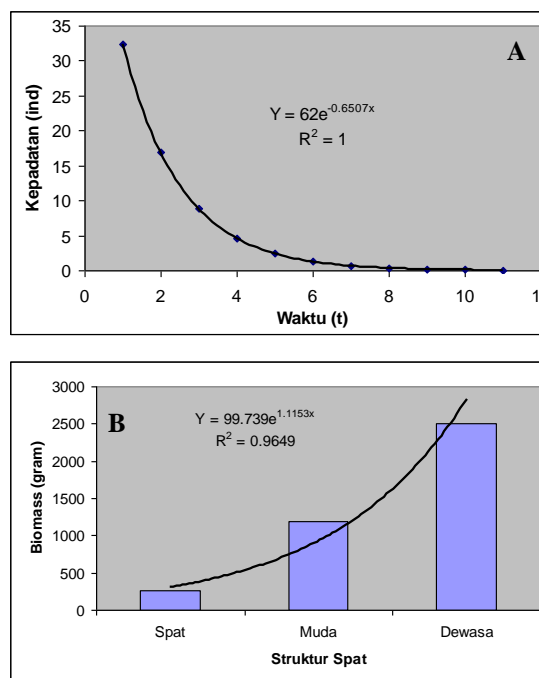 A
Kepadatan (ind)
35
30
25
20
15
10
5
0
Y = 62e^-0.6507x
R^2 = 1
0 2 4 6 8 10 1
Waktu (t)
B
Biomass (gram)
3000
2500
2000
1500
1000
500
0
Y = 99.739e^1.1153x
R^2 = 0.9649
Spat Muda Dewasa
Struktur Spat